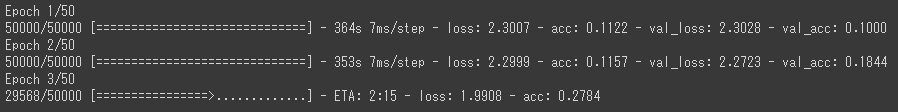 Epoch 1/50
50000/50000 [==============================] - 364s 7ms/step - loss: 2.3007 - acc: 0.1122 - val_loss: 2.3028 - val_acc: 0.1000
Epoch 2/50
50000/50000 [==============================] - 353s 7ms/step - loss: 2.2999 - acc: 0.1157 - val_loss: 2.2723 - val_acc: 0.1844
Epoch 3/50
29568/50000 [================>.............] - ETA: 2:15 - loss: 1.9908 - acc: 0.2784